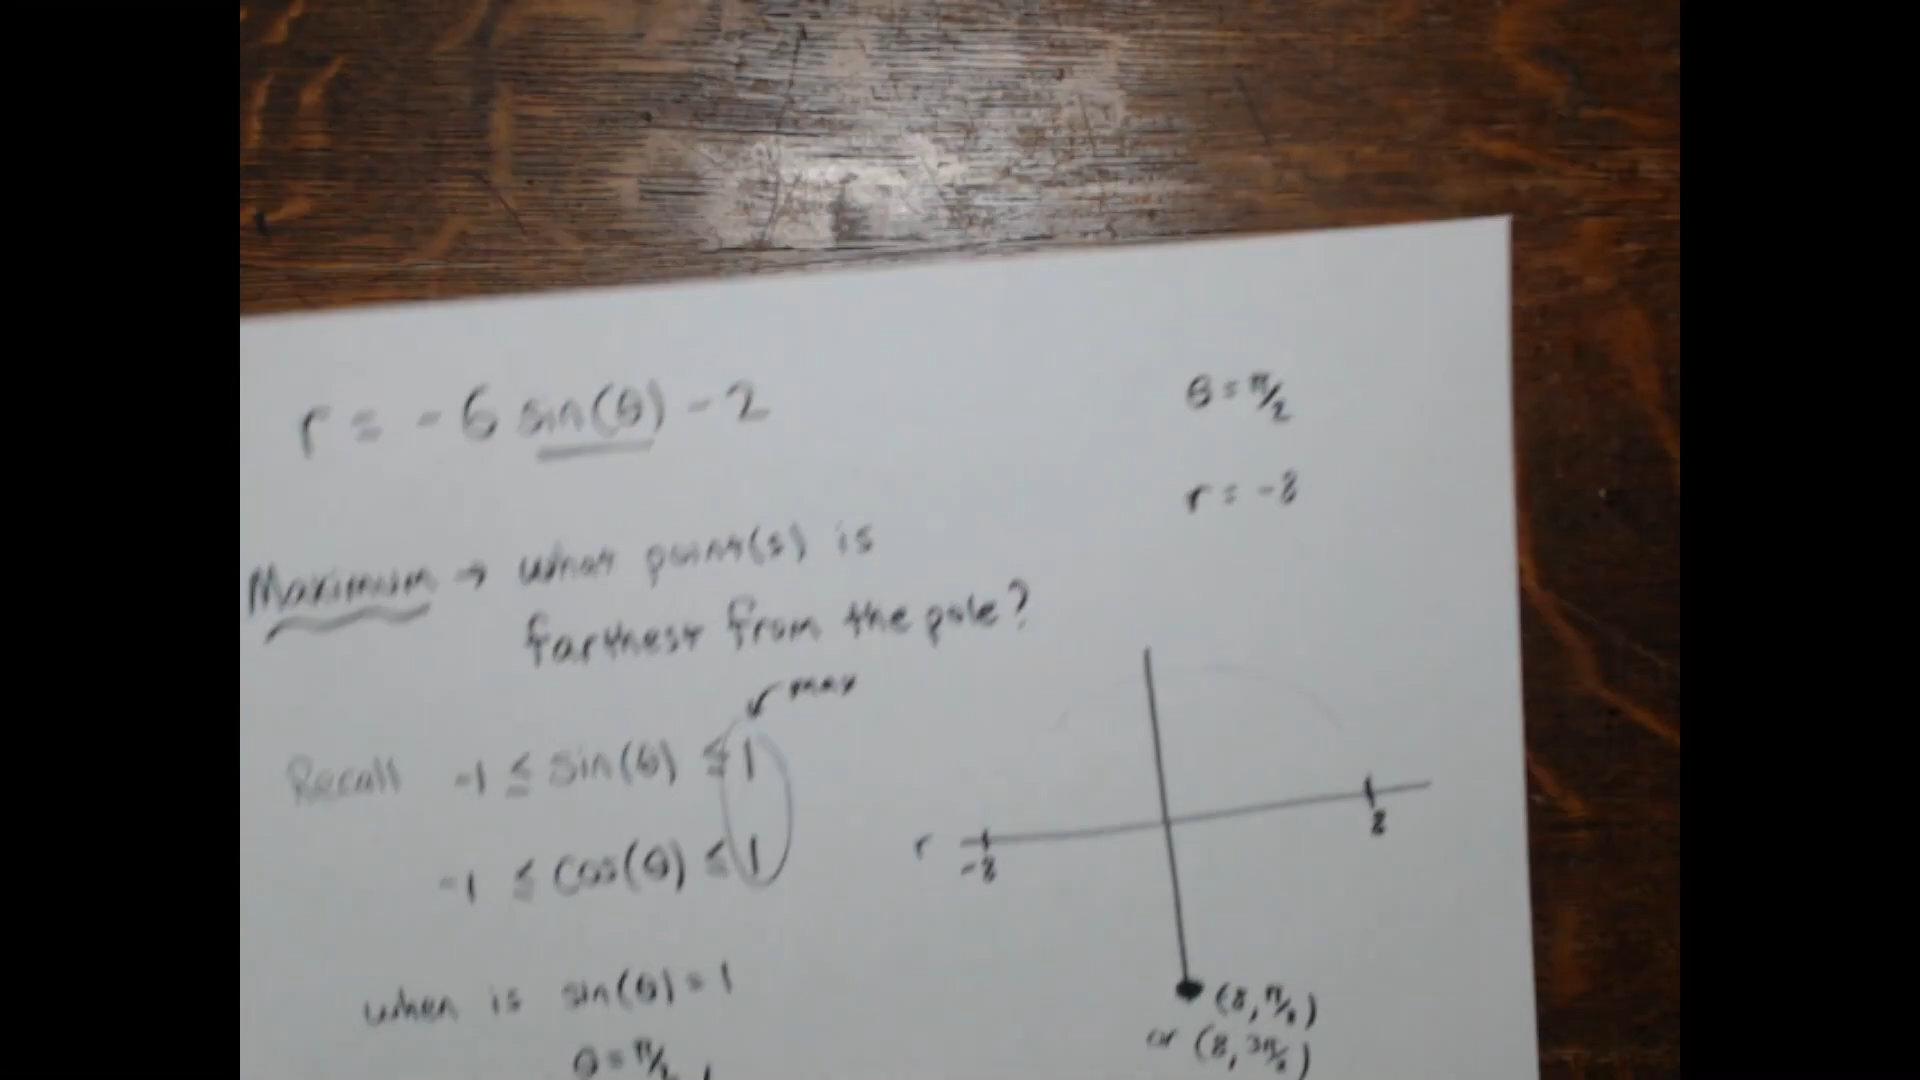 r = -6 sin(θ) - 2
θ = π/2
r = -8
Maximum → what point(s) is
farthest from the pole?
max
Recall -1 ≤ sin(θ) ≤ 1
-1 ≤ cos(θ) ≤ 1
r
-8
8
when is sin(θ) = 1
θ = π/2
(8, π/2)
or (8, 3π/2)